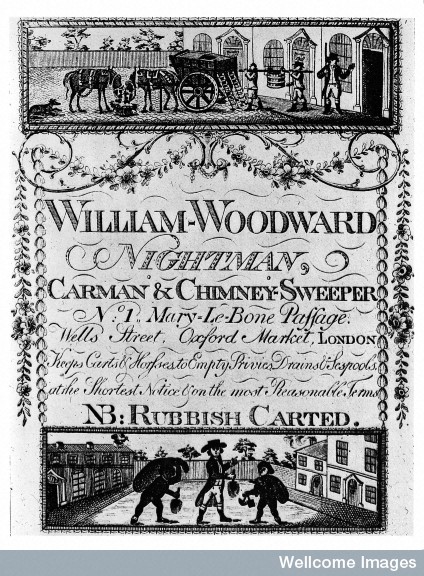 WILLIAM-WOODWARD
NIGHTMAN,
CARMAN & CHIMNEY-SWEEPER
No. 1. Mary-Le-Bone Paſsage.
Wells Street, Oxford Market, LONDON
Keeps Carts & Horſes to Empty Privies Drains & Ceſspools,
at the Shortest Notice & on the most Reasonable Terms
NB: RUBBISH CARTED.
Wellcome Images